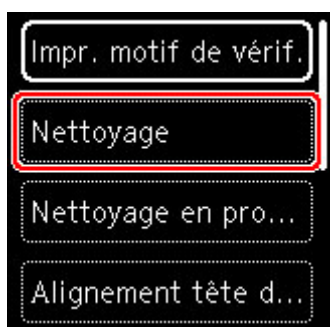 Impr. motif de vérif.
Nettoyage
Nettoyage en pro...
Alignement tête d...